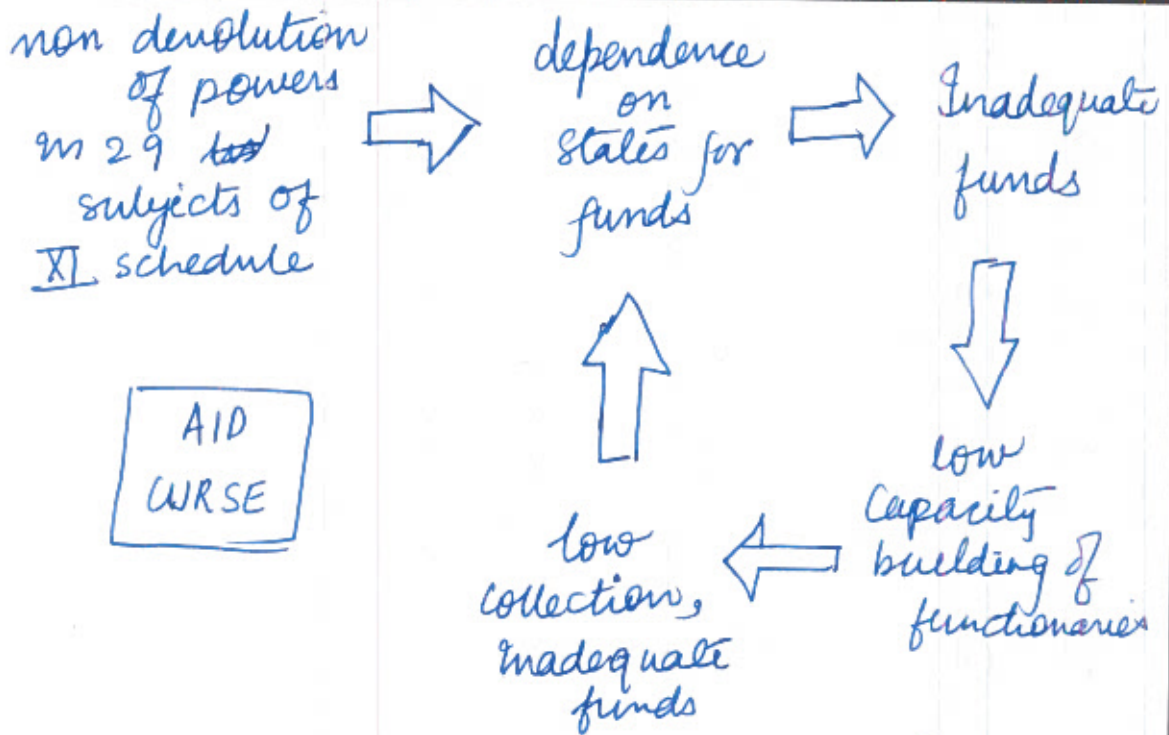 non devolution
of powers
in 29
subjects of
XI schedule
dependence
on
States for
funds
Inadequate
funds
low
Capacity
building of
functionaries
low
collection,
inadequate
funds
AID
CURSE